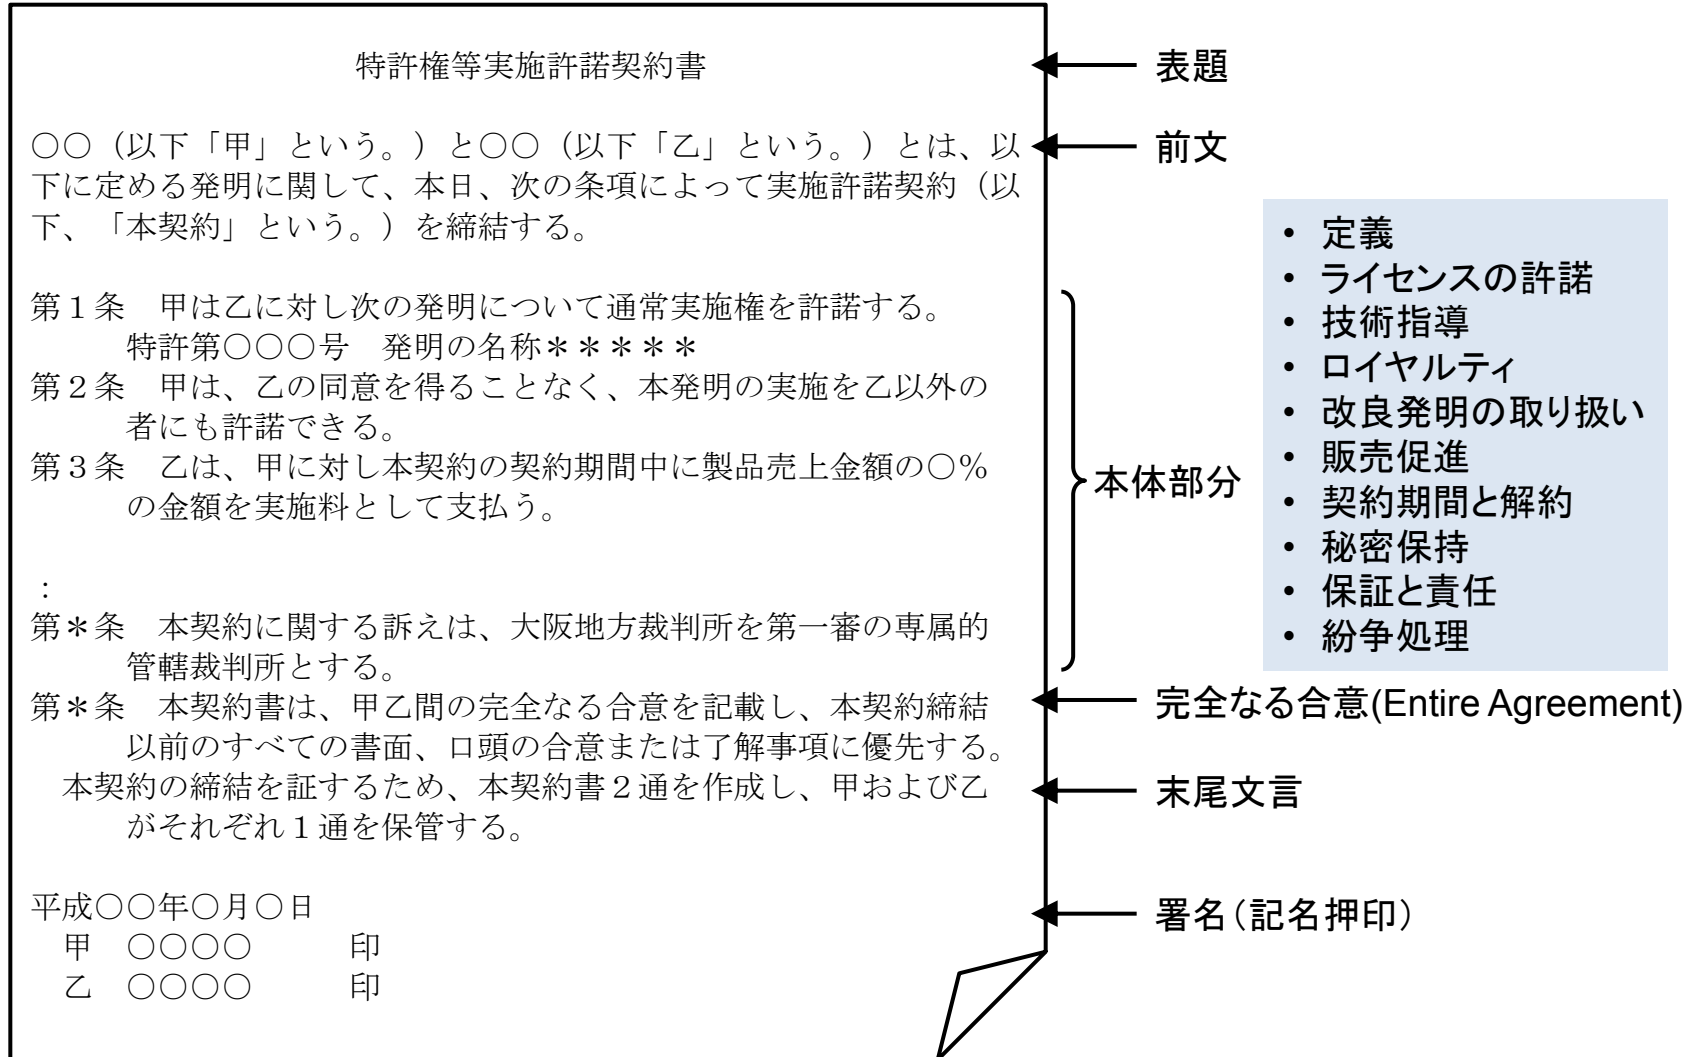 特許権等実施許諾契約書
表題
○○（以下「甲」という。）と○○（以下「乙」という。）とは、以
下に定める発明に関して、本日、次の条項によって実施許諾契約（以
下、「本契約」という。）を締結する。
前文
第１条　甲は乙に対し次の発明について通常実施権を許諾する。
特許第○○○号　発明の名称＊＊＊＊＊
第２条　甲は、乙の同意を得ることなく、本発明の実施を乙以外の
者にも許諾できる。
第３条　乙は、甲に対し本契約の契約期間中に製品売上金額の○％
の金額を実施料として支払う。
：
第＊条　本契約に関する訴えは、大阪地方裁判所を第一審の専属的
管轄裁判所とする。
本体部分
• 定義
• ライセンスの許諾
• 技術指導
• ロイヤルティ
• 改良発明の取り扱い
• 販売促進
• 契約期間と解約
• 秘密保持
• 保証と責任
• 紛争処理
第＊条　本契約書は、甲乙間の完全なる合意を記載し、本契約締結
以前のすべての書面、口頭の合意または了解事項に優先する。
完全なる合意(Entire Agreement)
本契約の締結を証するため、本契約書２通を作成し、甲および乙
がそれぞれ１通を保管する。
末尾文言
平成○○年○月○日
甲　○○○○　　　印
乙　○○○○　　　印
署名（記名押印）